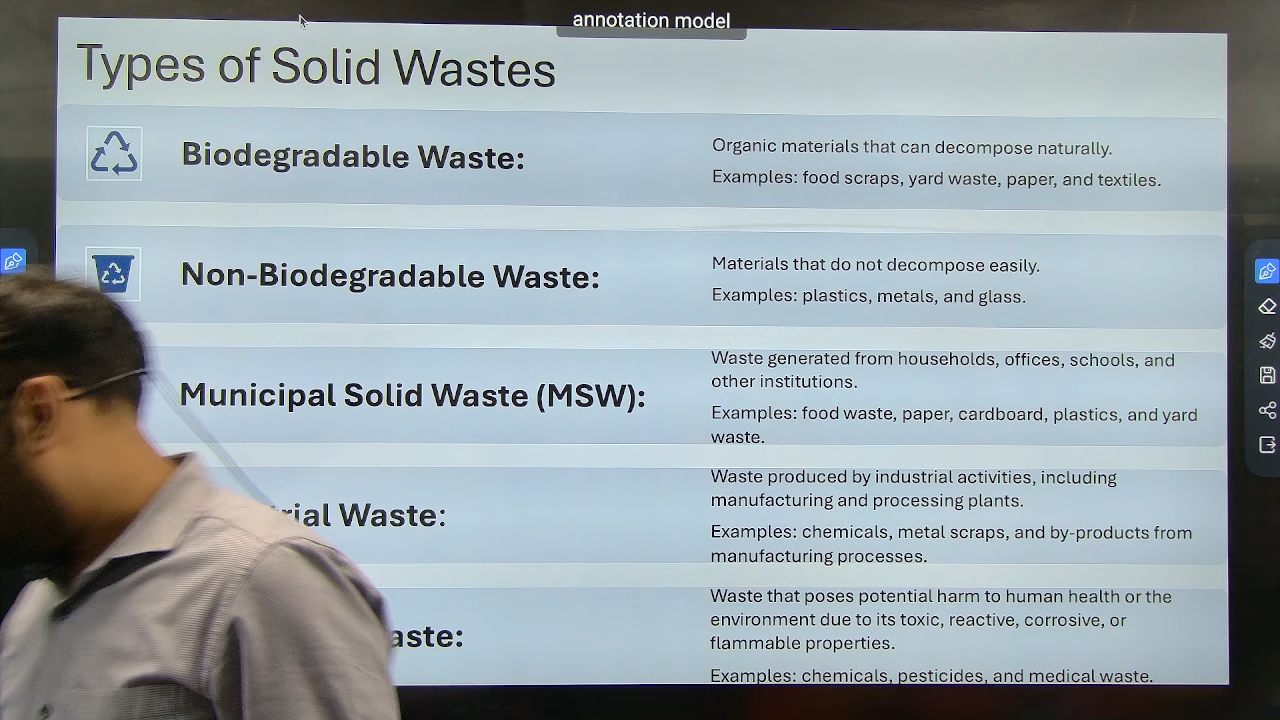 annotation model
Types of Solid Wastes
Biodegradable Waste:
Organic materials that can decompose naturally.
Examples: food scraps, yard waste, paper, and textiles.
Non-Biodegradable Waste:
Materials that do not decompose easily.
Examples: plastics, metals, and glass.
Municipal Solid Waste (MSW):
Waste generated from households, offices, schools, and
other institutions.
Examples: food waste, paper, cardboard, plastics, and yard
waste.
rial Waste:
Waste produced by industrial activities, including
manufacturing and processing plants.
Examples: chemicals, metal scraps, and by-products from
manufacturing processes.
aste:
Waste that poses potential harm to human health or the
environment due to its toxic, reactive, corrosive, or
flammable properties.
Examples: chemicals, pesticides, and medical waste.